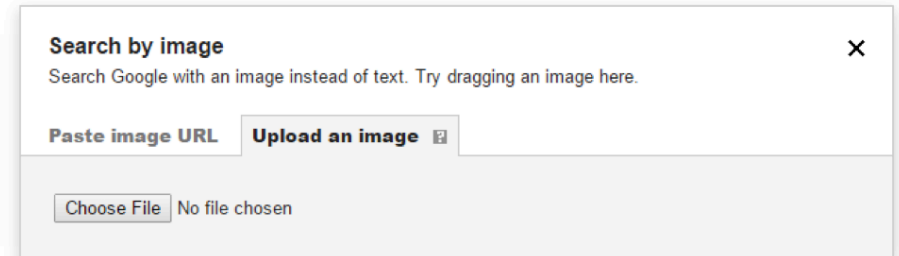 Search by image
Search Google with an image instead of text. Try dragging an image here.
Paste image URL Upload an image ?
Choose File No file chosen